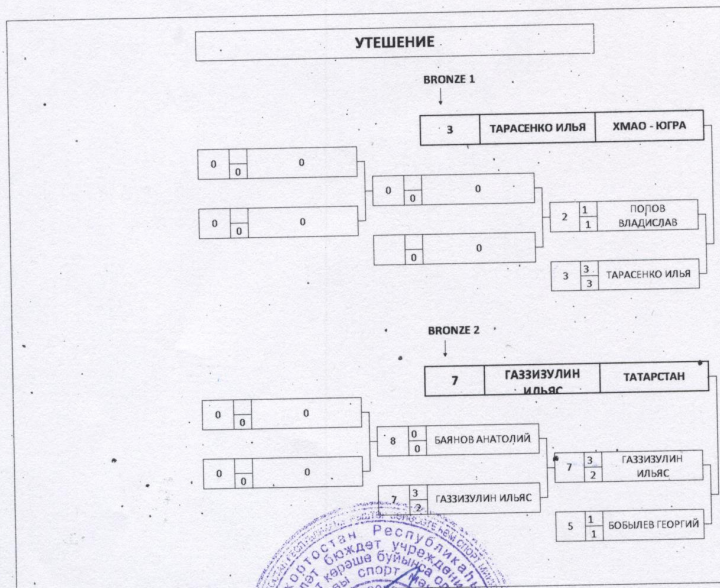 УТЕШЕНИЕ
BRONZE 1
3 ТАРАСЕНКО ИЛЬЯ ХМАО - ЮГРА
0 0 0
0 0 0
0 0 0
0 0
2 1 1 ПОПОВ
ВЛАДИСЛАВ
3 3 3 ТАРАСЕНКО ИЛЬЯ
BRONZE 2
7 ГАЗЗИЗУЛИН
ИЛЬЯС ТАТАРСТАН
0 0 0
0 0 0
8 0 0 БАЯНОВ АНАТОЛИЙ
7 3 2 ГАЗЗИЗУЛИН ИЛЬЯС
7 3 2 ГАЗЗИЗУЛИН
ИЛЬЯС
5 1 1 БОБЫЛЕВ ГЕОРГИЙ